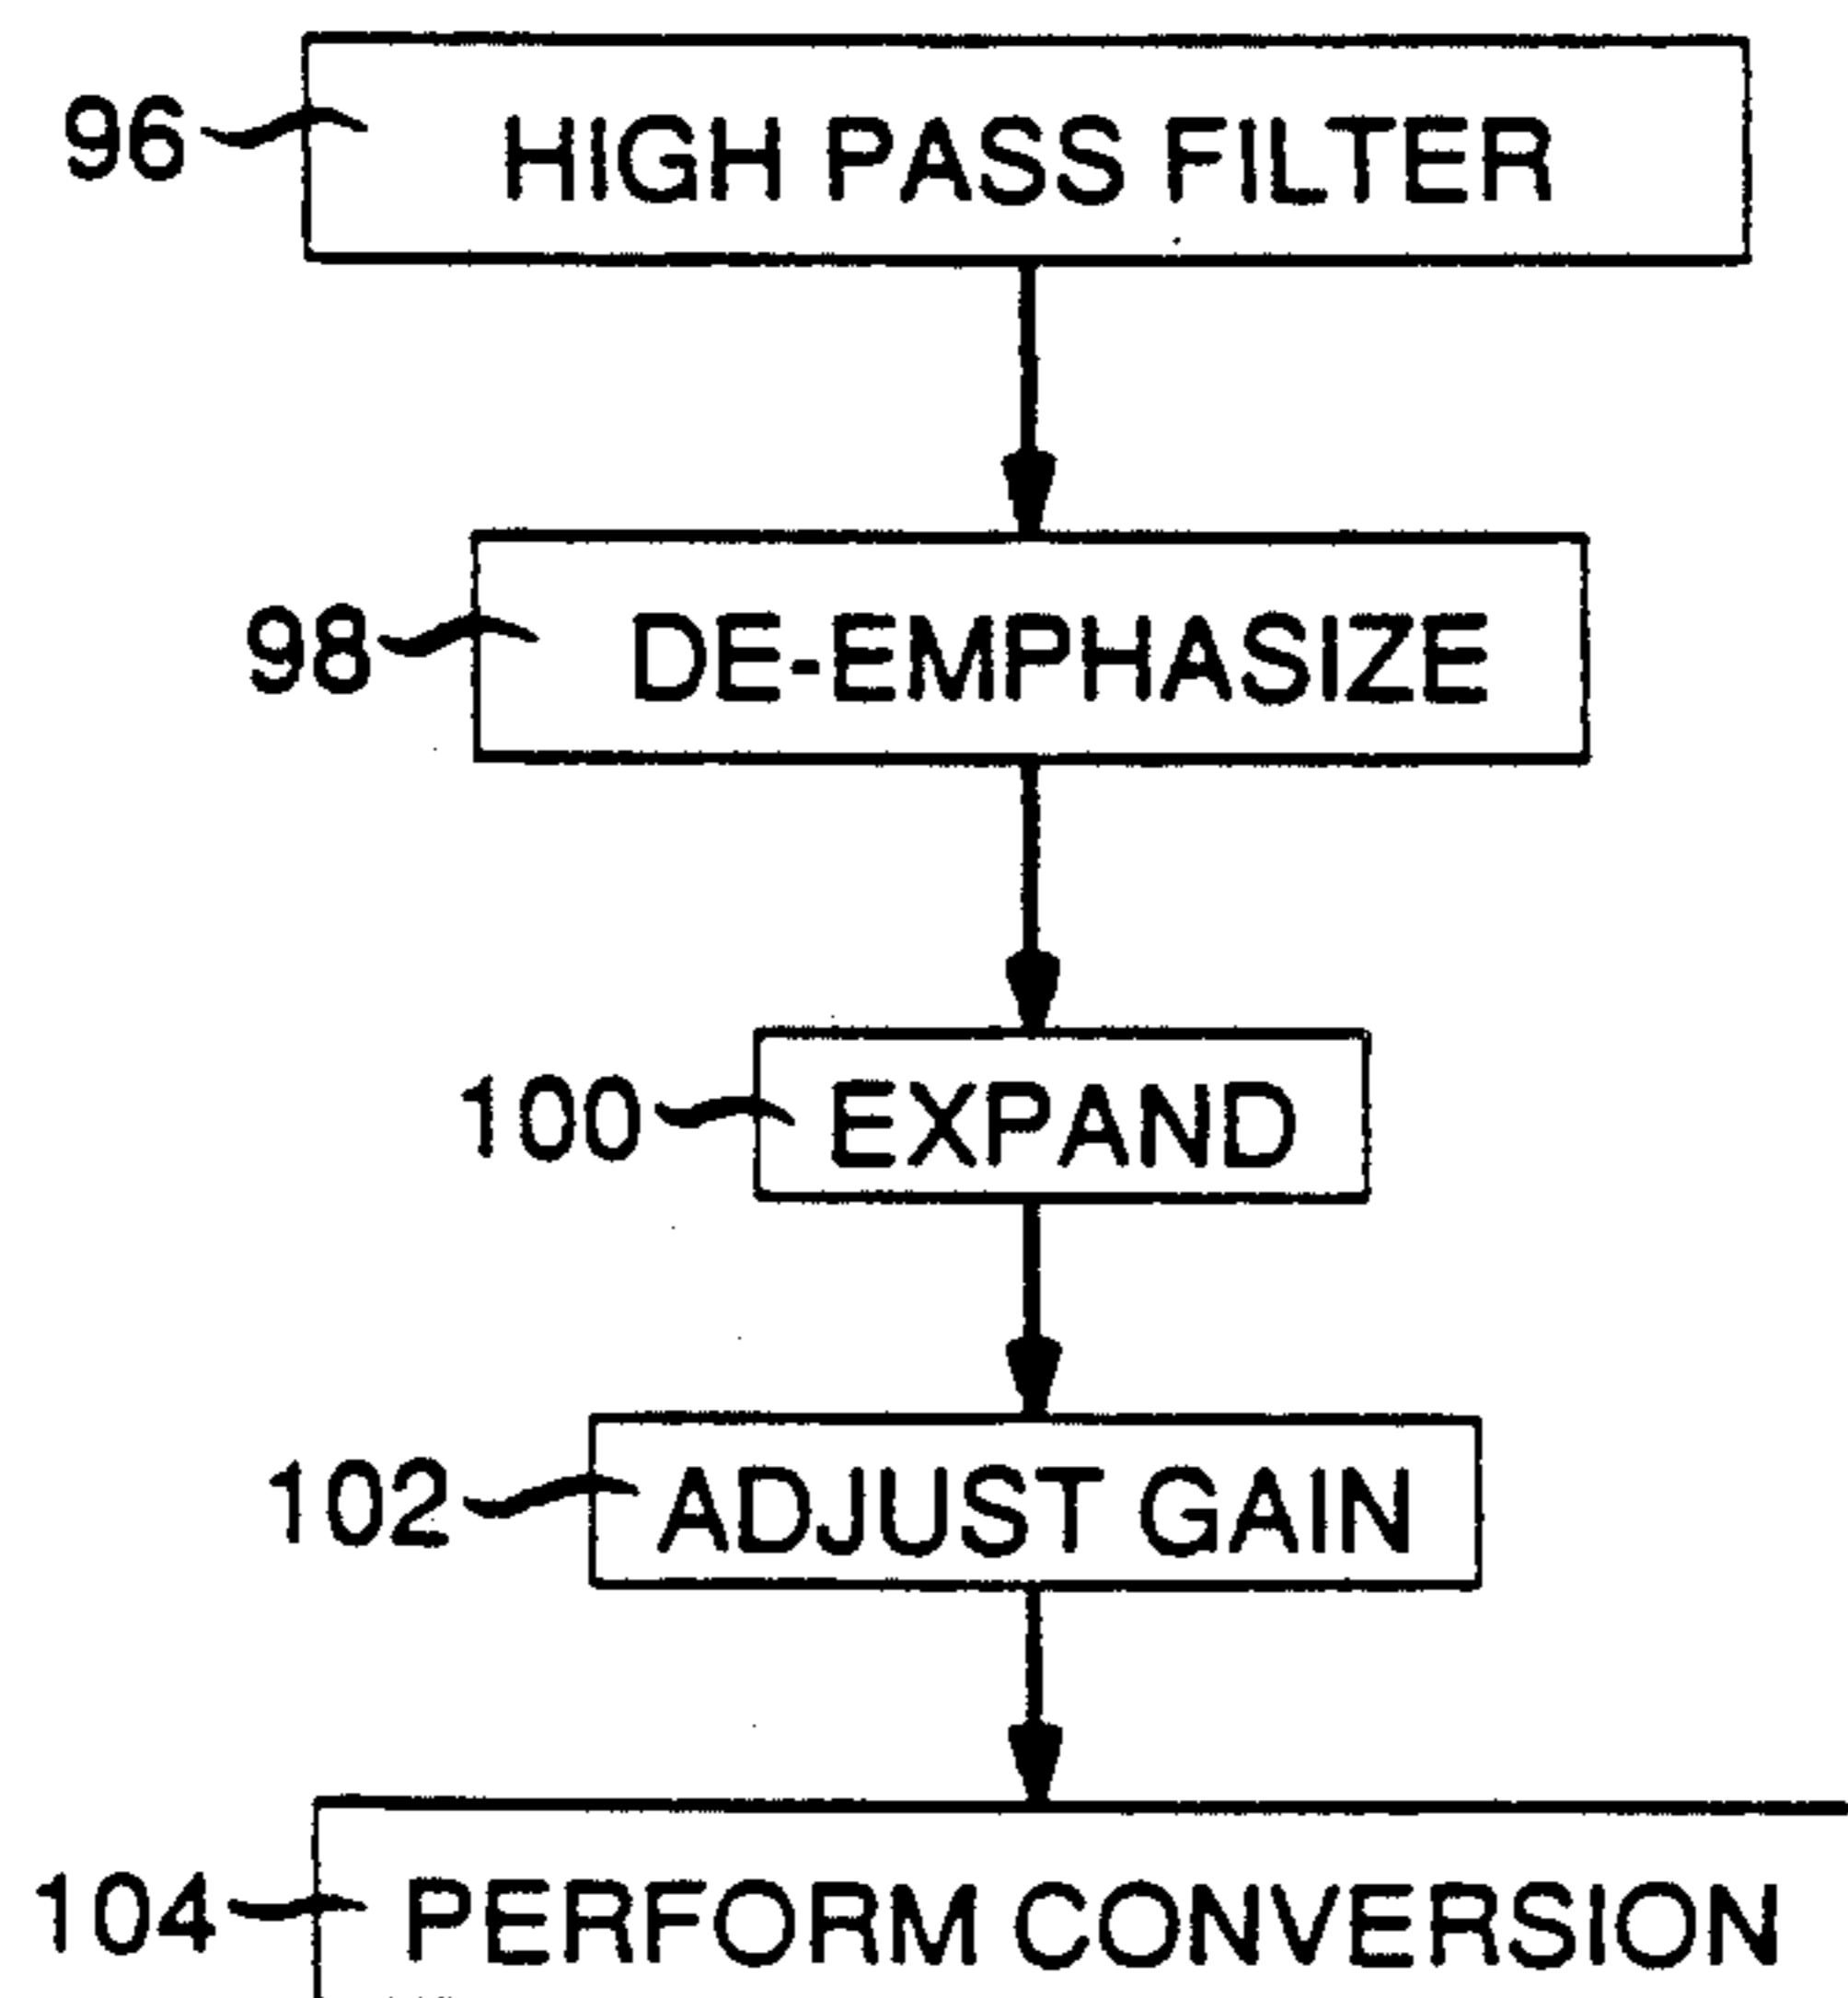 96 HIGH PASS FILTER
98 DE-EMPHASIZE
100 EXPAND
102 ADJUST GAIN
104 PERFORM CONVERSION